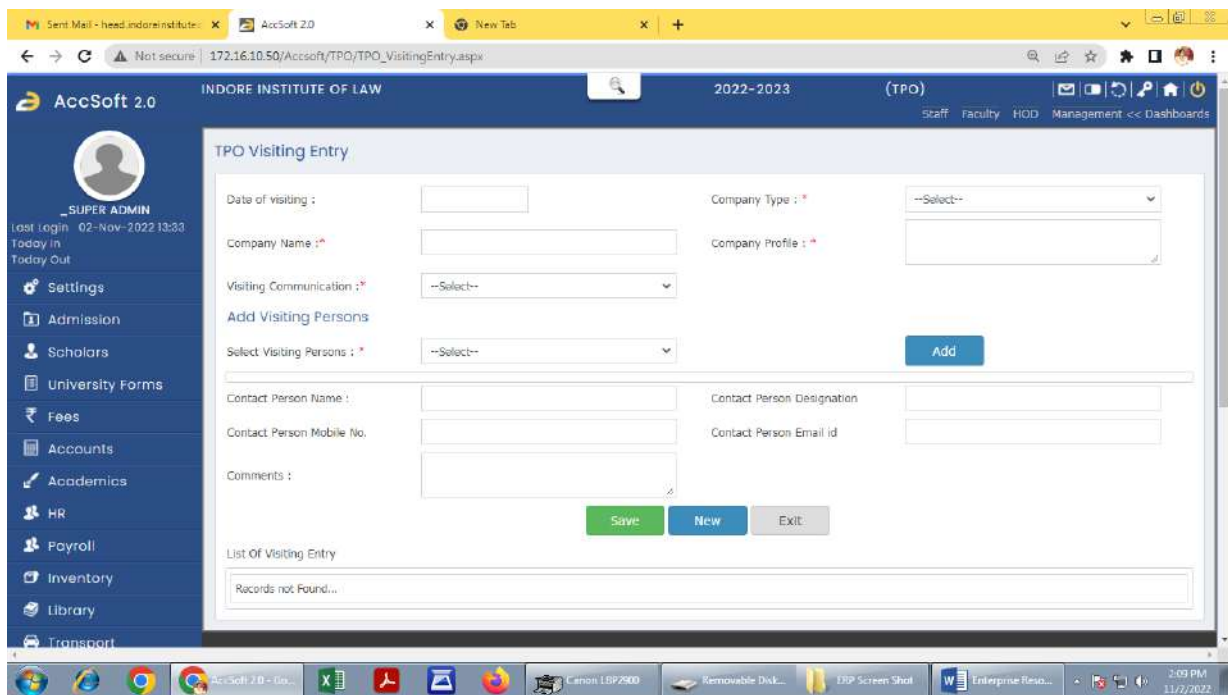 Sent Mail - head.indoreinstitute
AccSoft 2.0
New Tab
Not secure
172.16.10.50/Accsoft/TPO/TPO_VisitingEntry.aspx
AccSoft 2.0
INDORE INSTITUTE OF LAW
2022-2023
(TPO)
Staff Faculty HOD Management << Dashboards
_SUPER ADMIN
Last Login 02-Nov-2022 13:33
Today In
Today Out
Settings
Admission
Scholars
University Forms
Fees
Accounts
Academics
HR
Payroll
Inventory
Library
Transport
TPO Visiting Entry
Date of visiting :
Company Type : *
--Select--
Company Name :*
Company Profile : *
Visiting Communication :*
--Select--
Add Visiting Persons
Select Visiting Persons : *
--Select--
Add
Contact Person Name :
Contact Person Designation
Contact Person Mobile No.
Contact Person Email id
Comments :
Save
New
Exit
List Of Visiting Entry
Records not Found...
AccSoft 2.0 - Go...
Canon LBP2900
Removable Disk...
ERP Screen Shot
Enterprise Reso...
2:09 PM
11/7/2022